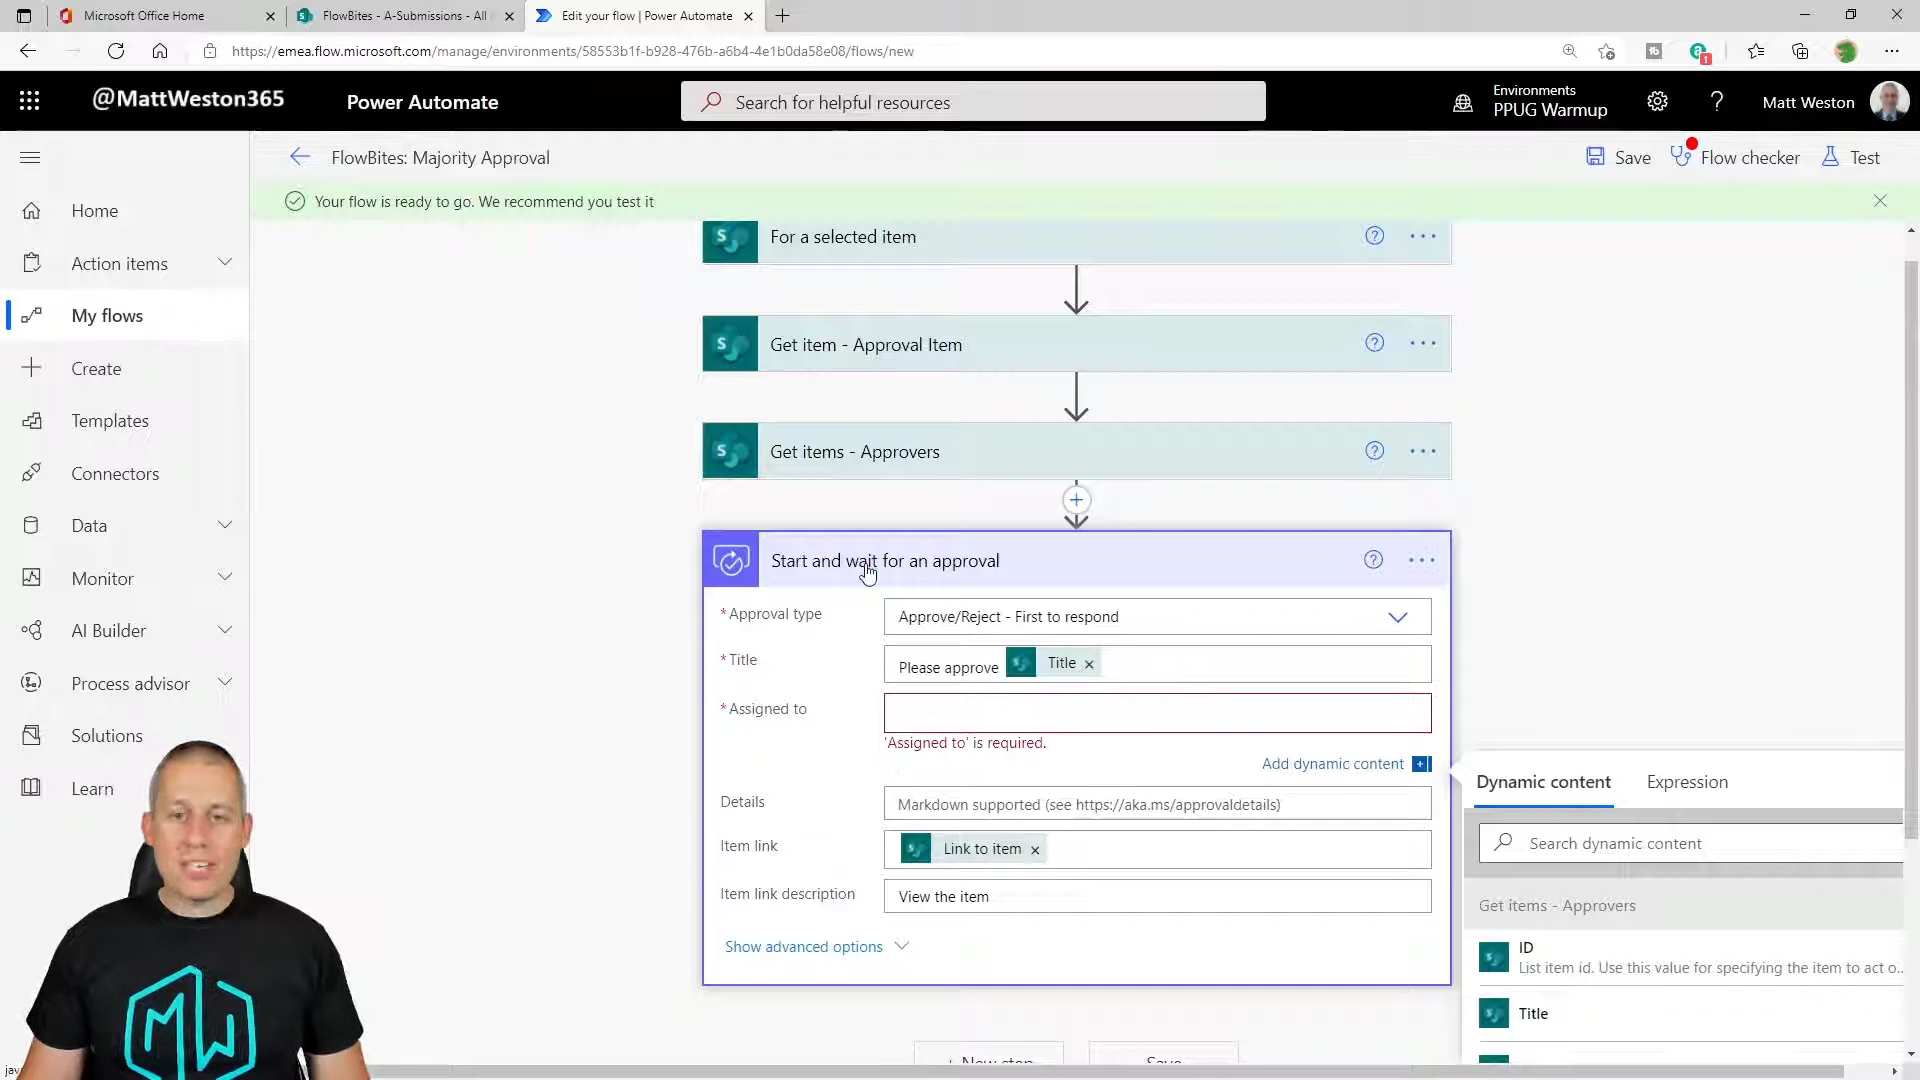 Microsoft Office Home
FlowBites - A-Submissions - All
Edit your flow | Power Automate
https://emea.flow.microsoft.com/manage/environments/58553b1f-b928-476b-a6b4-4e1b0da58e08/flows/new
@MattWeston365
Power Automate
Search for helpful resources
Environments
PPUG Warmup
Matt Weston
FlowBites: Majority Approval
Save
Flow checker
Test
Your flow is ready to go. We recommend you test it
Home
Action items
My flows
Create
Templates
Connectors
Data
Monitor
AI Builder
Process advisor
Solutions
Learn
For a selected item
Get item - Approval Item
Get items - Approvers
Start and wait for an approval
* Approval type
Approve/Reject - First to respond
* Title
Please approve Title
* Assigned to
'Assigned to' is required.
Add dynamic content
Details
Markdown supported (see https://aka.ms/approvaldetails)
Item link
Link to item
Item link description
View the item
Show advanced options
+ New step
Save
Dynamic content
Expression
Search dynamic content
Get items - Approvers
ID
List item id. Use this value for specifying the item to act o...
Title
MW
jav